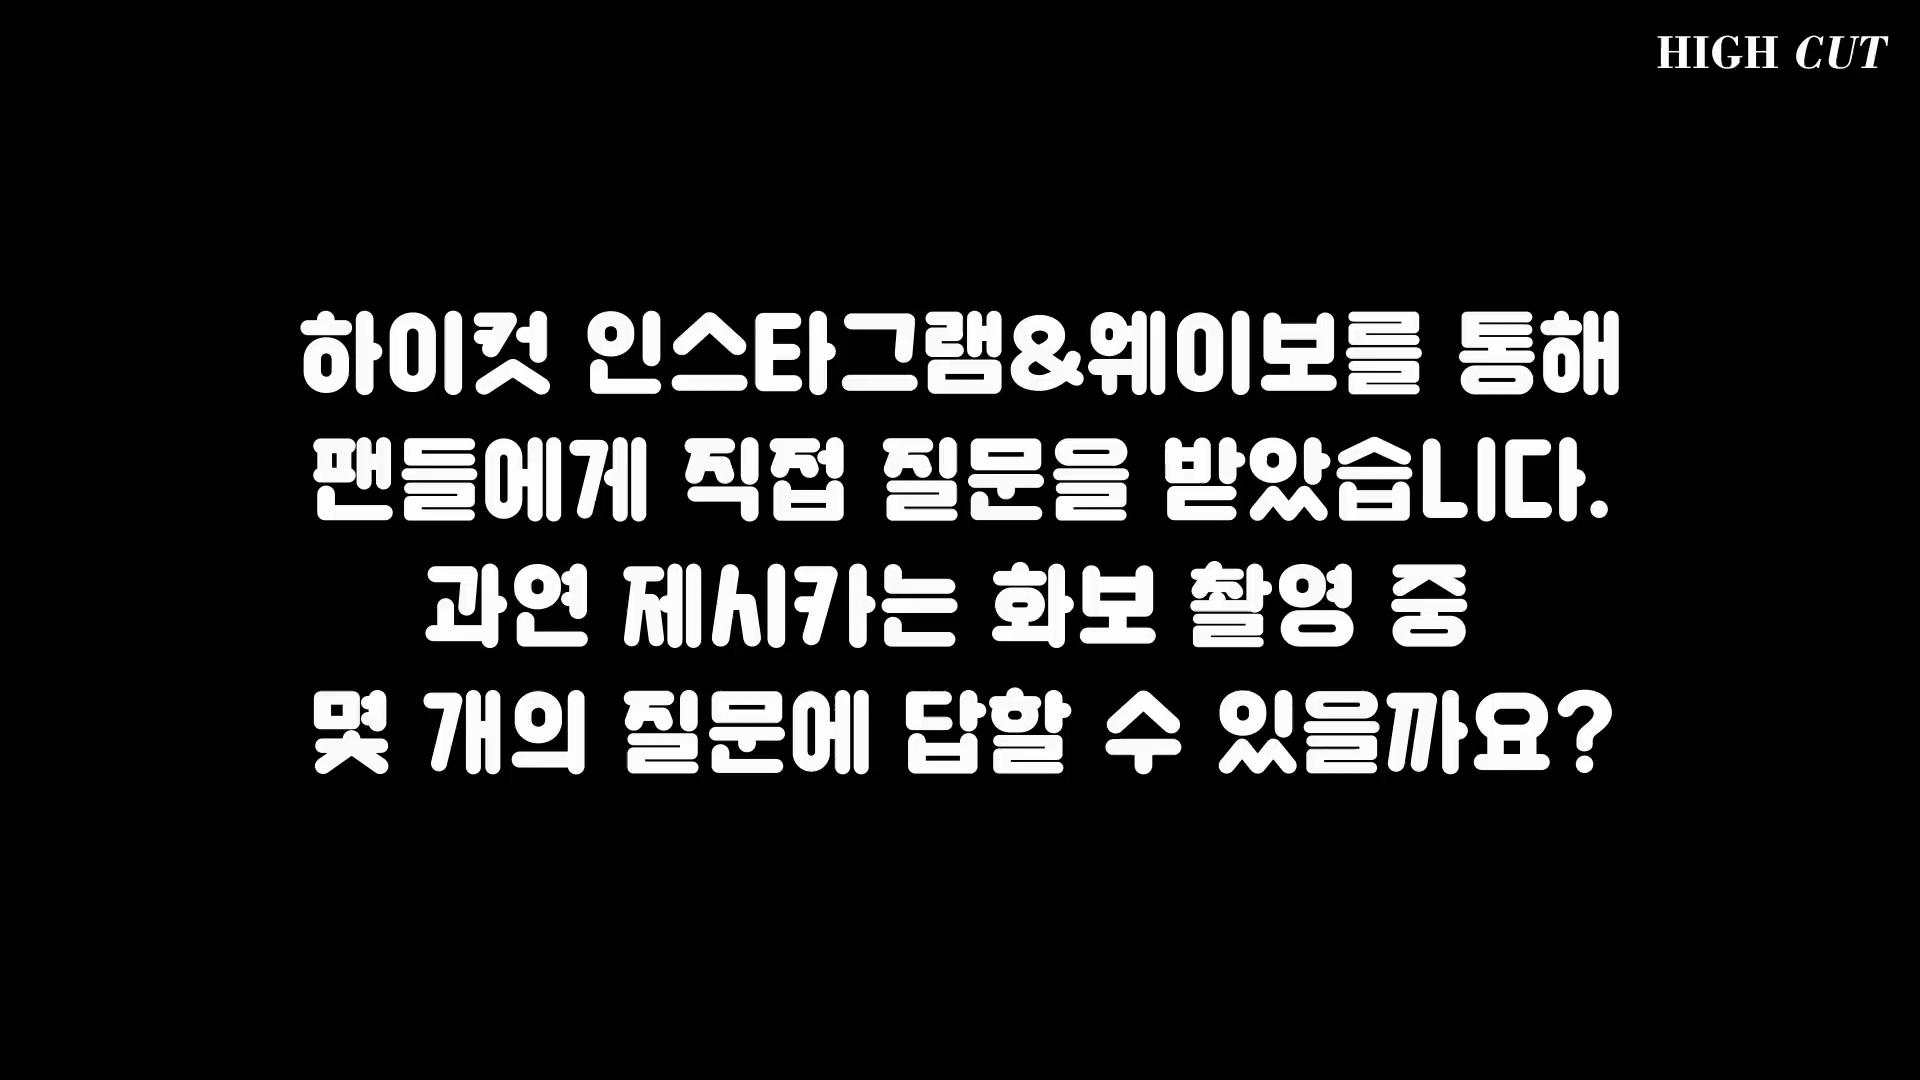 HIGH CUT
하이컷 인스타그램&웨이보를 통해
팬들에게 직접 질문을 받았습니다.
과연 제시카는 화보 촬영 중
몇 개의 질문에 답할 수 있을까요?